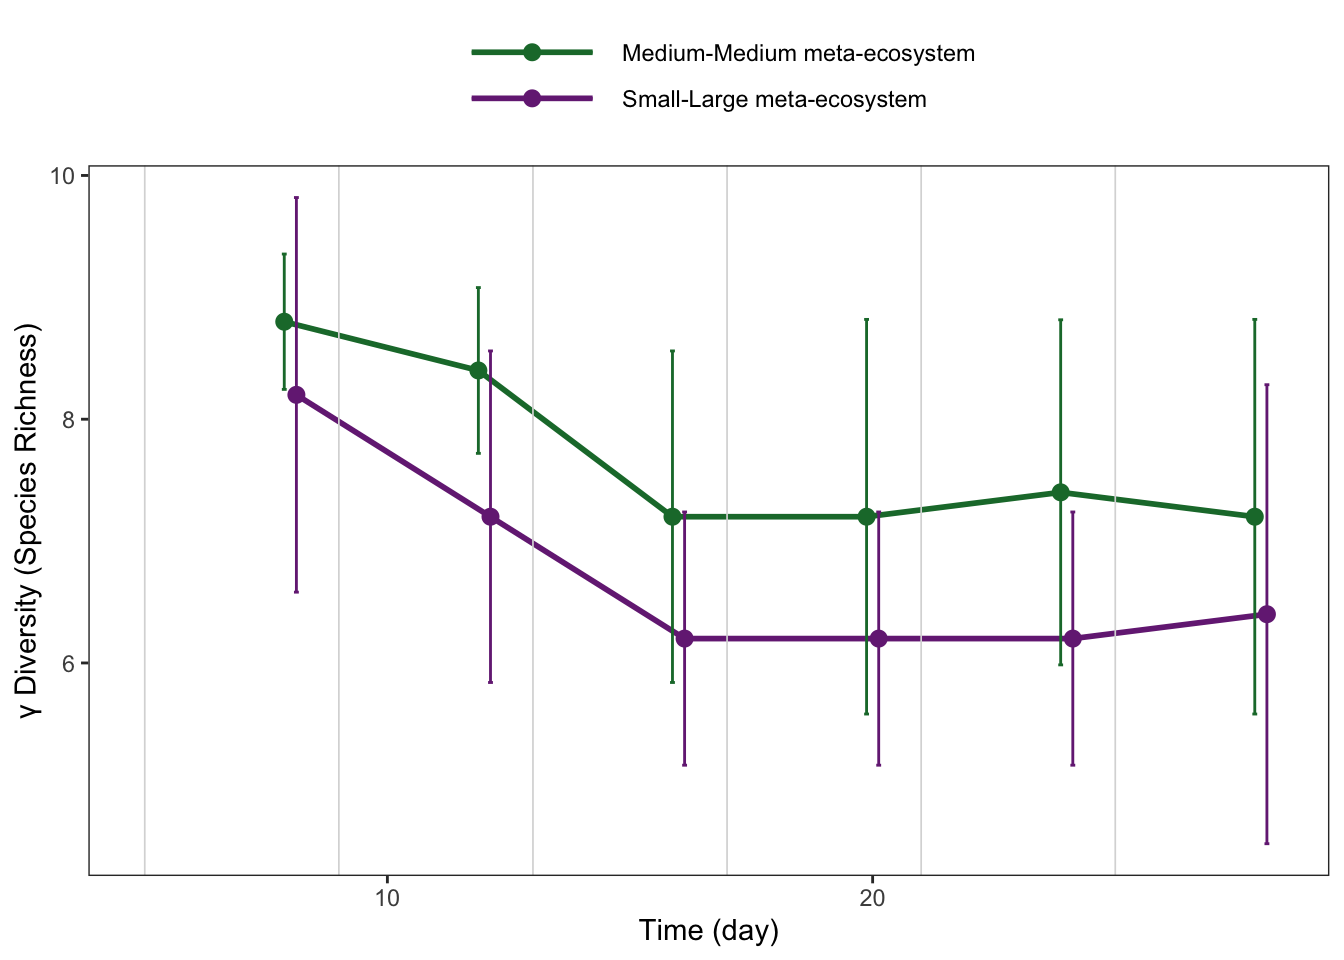 Medium-Medium meta-ecosystem
Small-Large meta-ecosystem
10
8
6
γ Diversity (Species Richness)
10 20
Time (day)